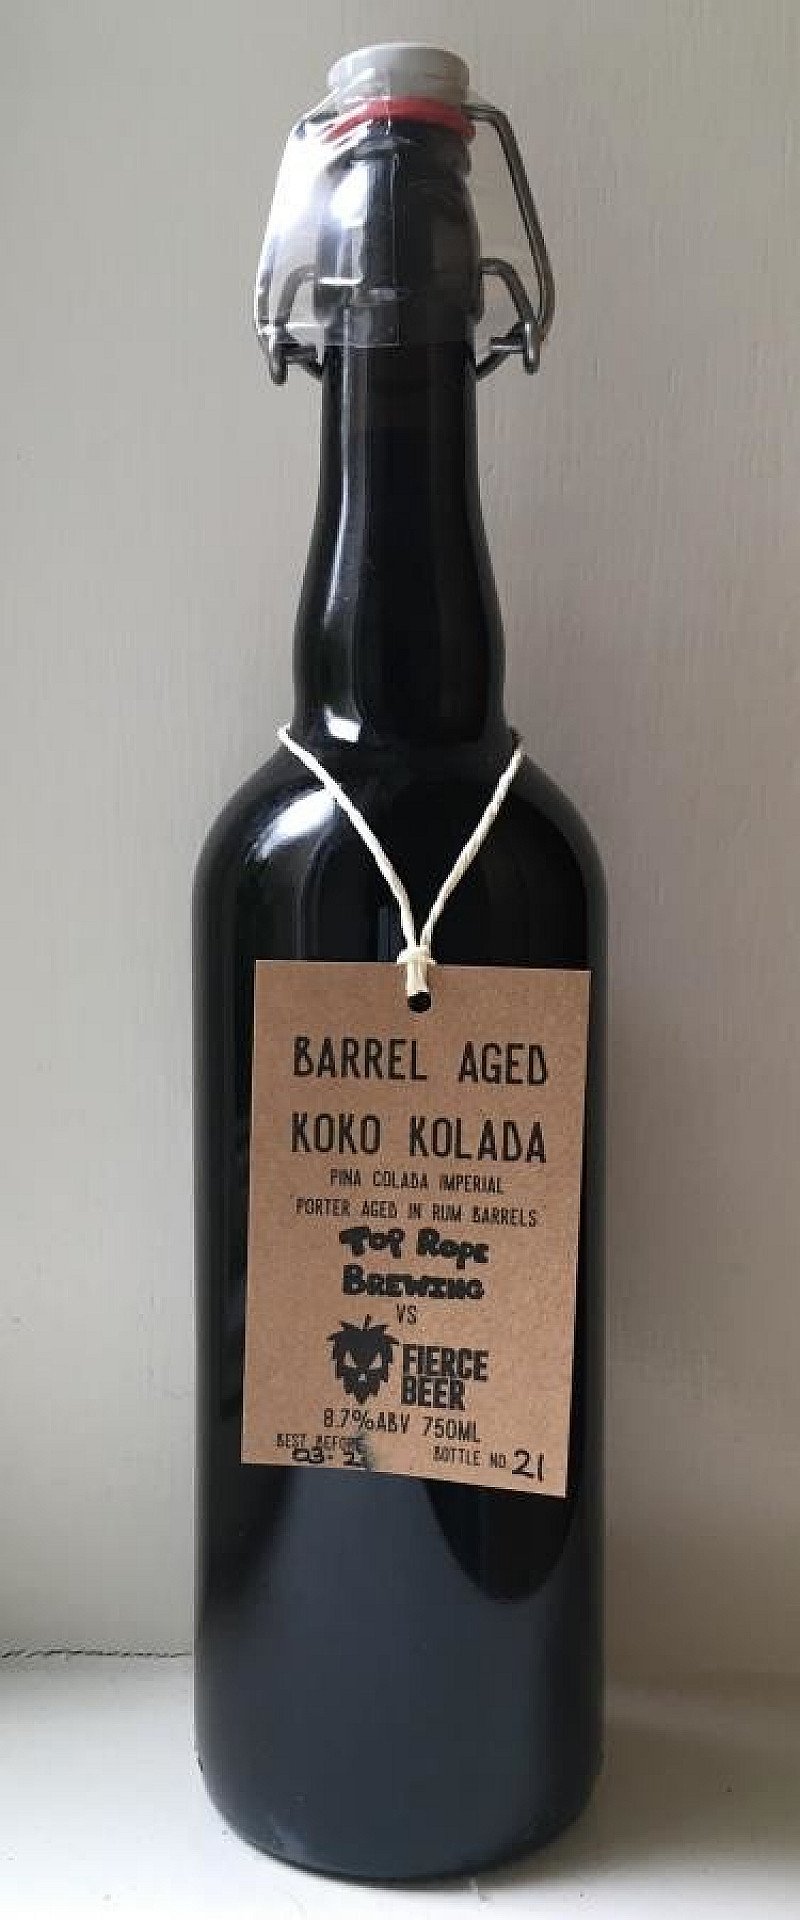 BARREL AGED
KOKO KOLADA
PINA COLADA IMPERIAL
PORTER AGED IN RUM BARRELS
TOP ROPE
BREWING
VS
FIERCE
BEER
8.7%ABV 750ML
BEST BEFORE
BOTTLE NO 21